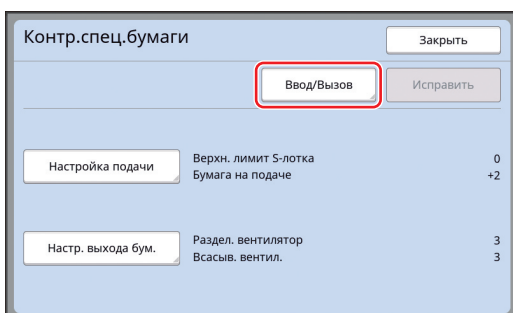 Контр.спец.бумаги
Закрыть
Ввод/Вызов
Исправить
Настройка подачи
Верхн. лимит S-лотка 0
Бумага на подаче +2
Настр. выхода бум.
Раздел. вентилятор 3
Всасыв. вентил. 3